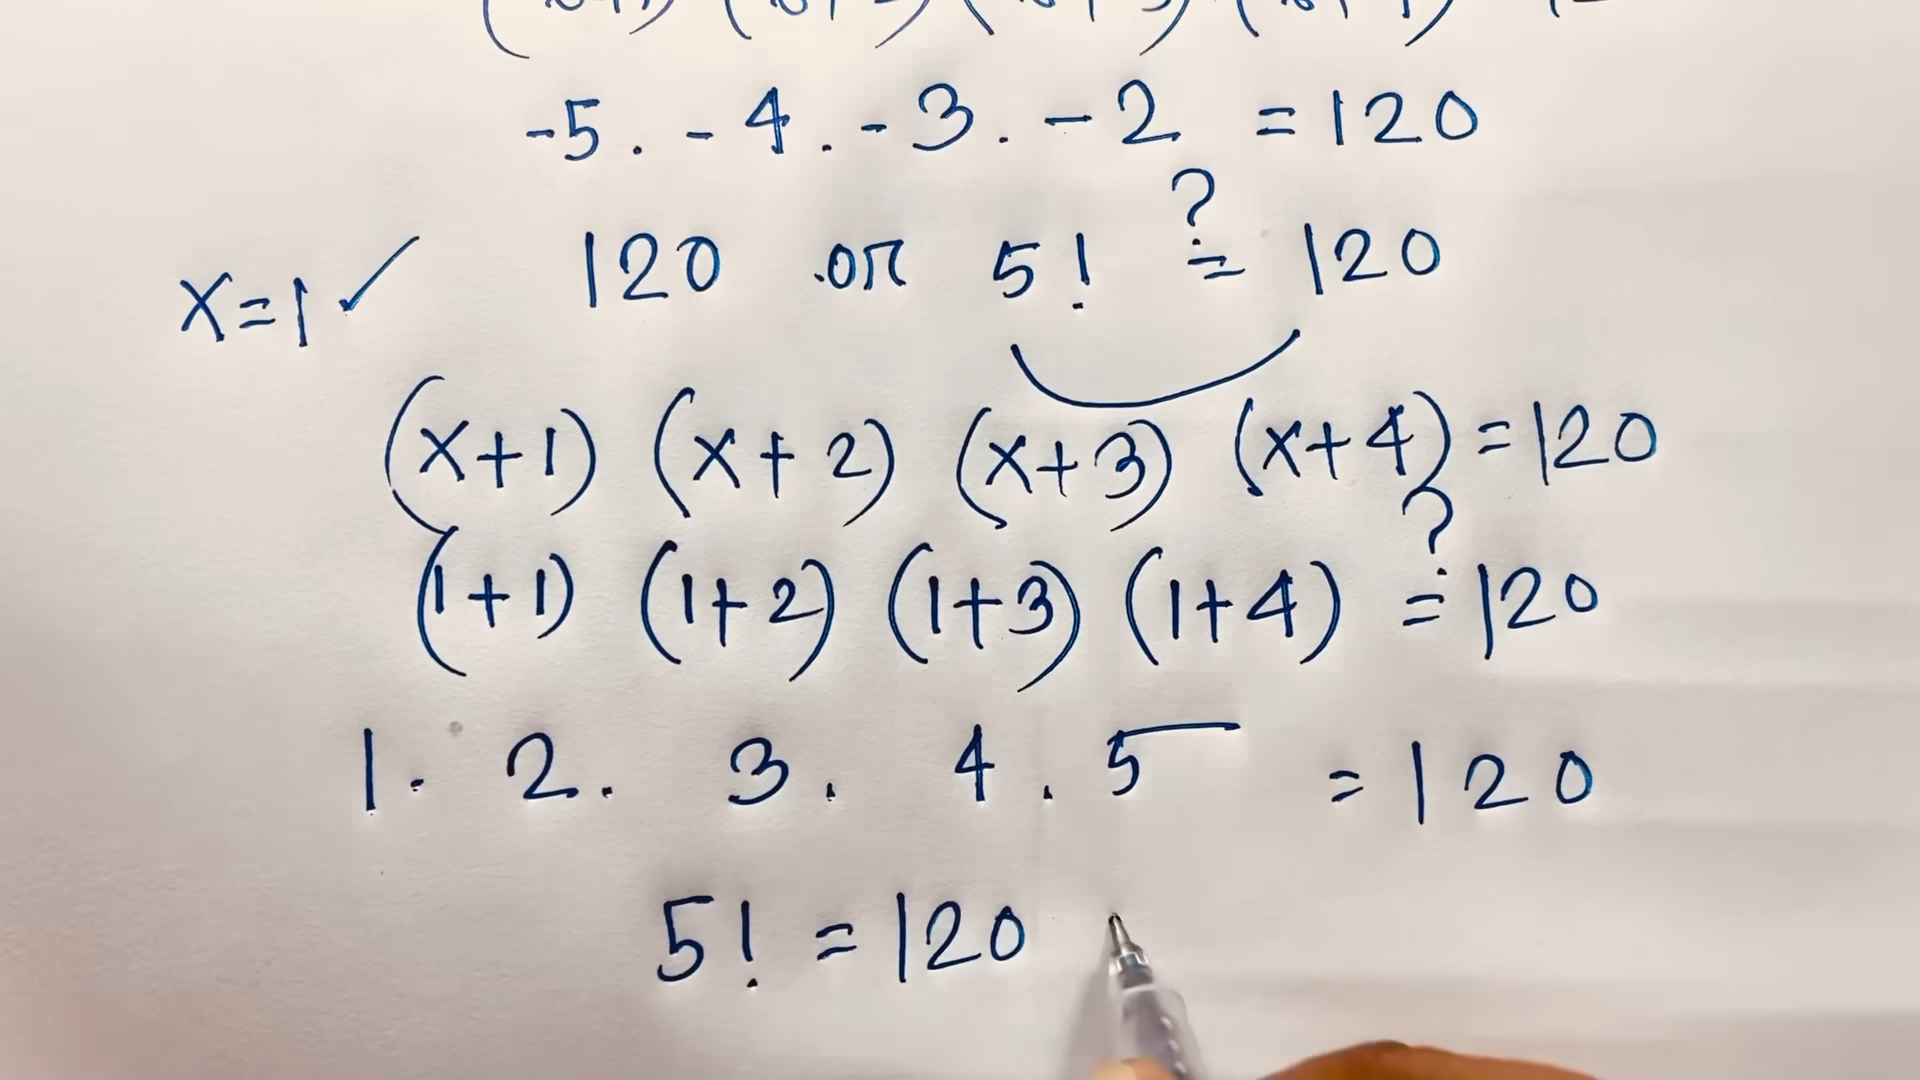 -5 . -4 . -3 . -2 = 120
?
120 or 5! = 120
x=1 ✓
(x+1) (x+2) (x+3) (x+4) = 120
?
(1+1) (1+2) (1+3) (1+4) = 120
1 . 2 . 3 . 4 . 5 = 120
5! = 120